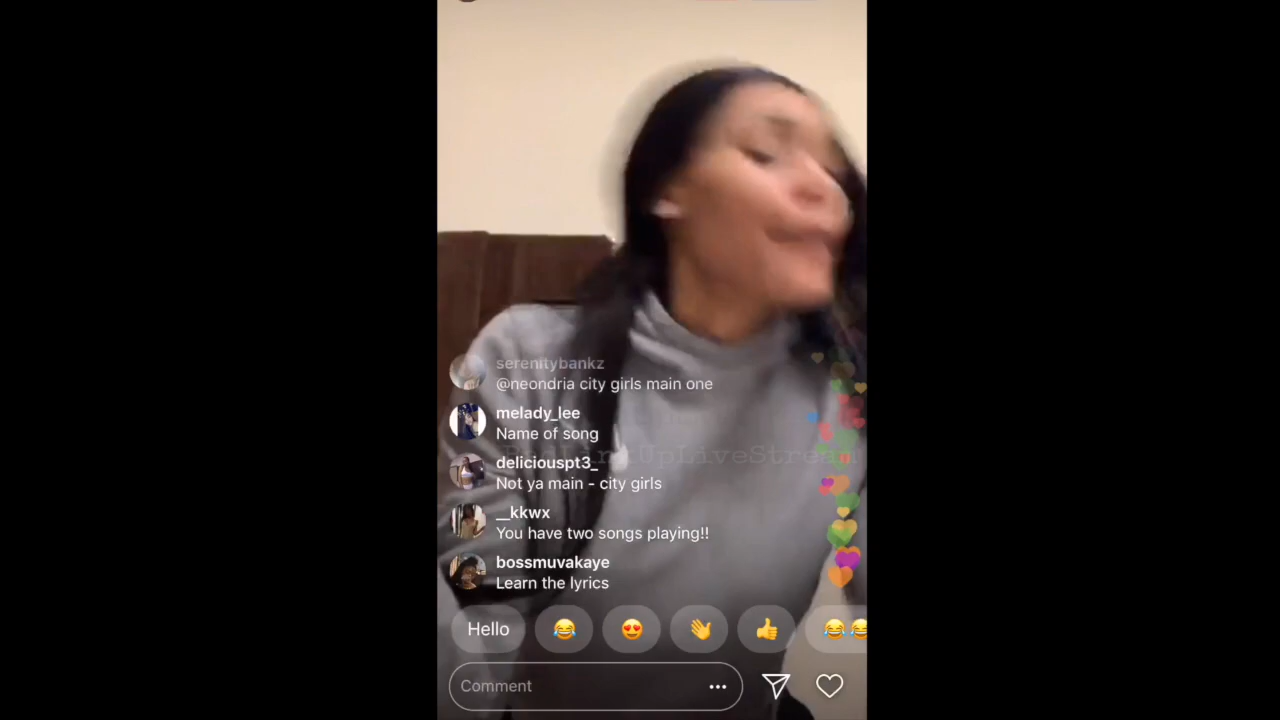 serenitybankz
@neondria city girls main one
melady_lee
Name of song
UpLiveStream
deliciouspt3_
Not ya main - city girls
__kkwx
You have two songs playing!!
bossmuvakaye
Learn the lyrics
Hello
Comment